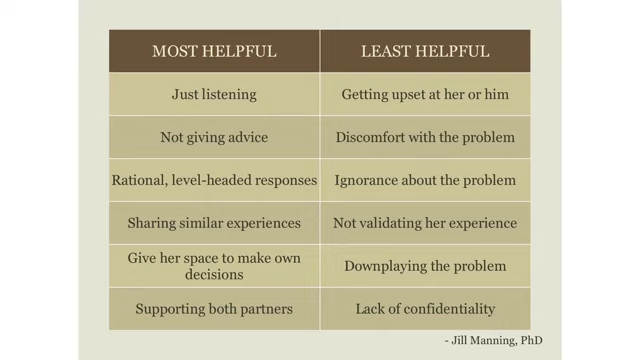 MOST HELPFUL
LEAST HELPFUL
Just listening
Getting upset at her or him
Not giving advice
Discomfort with the problem
Rational, level-headed responses
Ignorance about the problem
Sharing similar experiences
Not validating her experience
Give her space to make own
decisions
Downplaying the problem
Supporting both partners
Lack of confidentiality
- Jill Manning, PhD